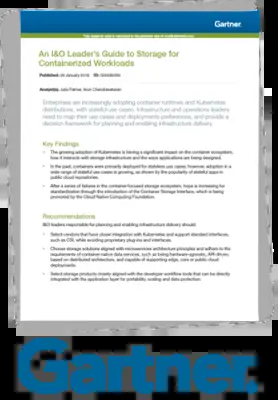 Gartner
An I&O Leader's Guide to Storage for
Containerized Workloads
Published: January 2019 ID:
Analyst(s): Julia Palmer, Arun Chandrasekaran
Enterprises are increasingly adopting container runtimes and Kubernetes
distributions, with stateful use cases. Infrastructure and operations leaders
need to map their use cases and deployments preferences, and provide a
decision framework for planning and enabling infrastructure delivery.
Key Findings
The growing adoption of Kubernetes is having a significant impact on the container ecosystem,
how it interacts with storage infrastructure and the ways applications are being designed.
In the past, containers were primarily deployed for stateless use cases; however, adoption in a
wide range of stateful use cases is growing, as shown by the popularity of stateful apps in
public cloud repositories.
After a series of failures in the container-focused storage ecosystem, hope is increasing for
standardization through the introduction of the Container Storage Interface, which is being
promoted by the Cloud Native Computing Foundation.
Recommendations
I&O leaders responsible for planning and enabling infrastructure delivery should:
Select vendors that have closer integration with Kubernetes and support standard interfaces,
such as CSI, while avoiding proprietary plug-ins and interfaces.
Choose storage solutions aligned with microservices architecture principles and adhere to the
requirements of container-native data services, such as being hardware-agnostic, API-driven,
based on distributed architecture, and capable of supporting edge, core or public cloud
deployments.
Select storage products closely aligned with the developer workflow tools that can be directly
integrated with the application layer for portability, scaling and data protection.
Gartner